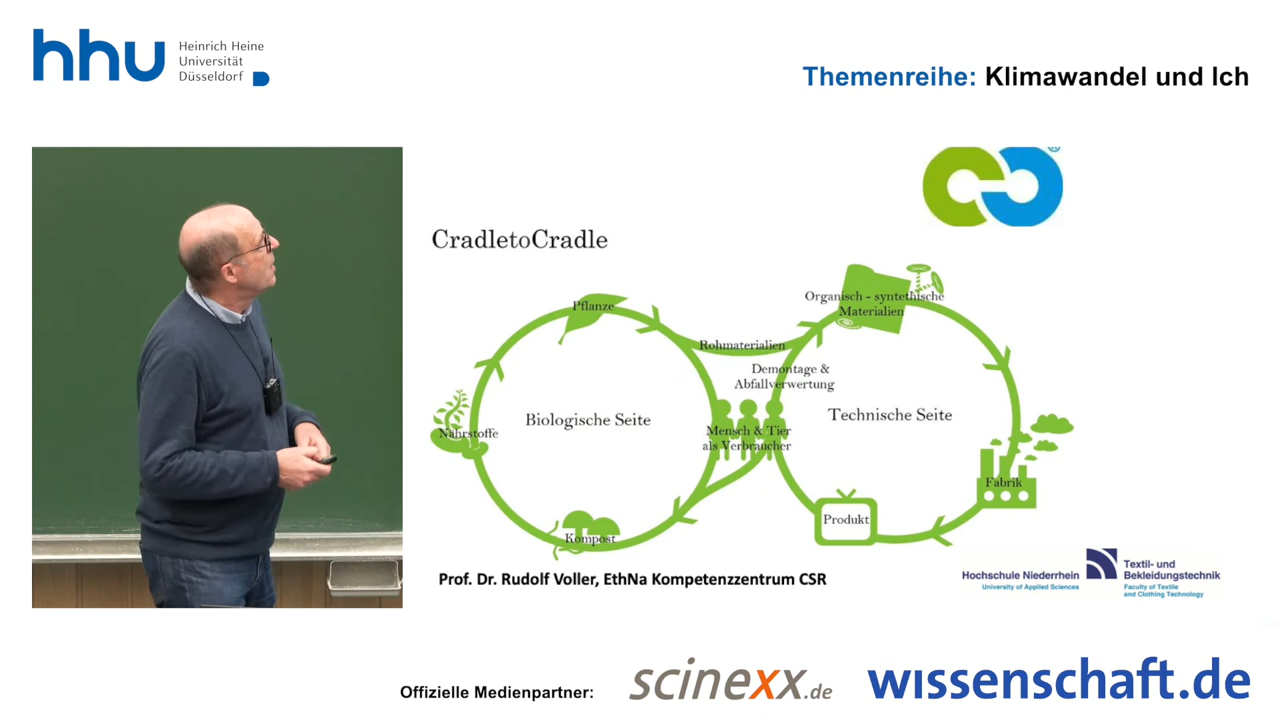 hhu
Heinrich Heine
Universität
Düsseldorf
Themenreihe: Klimawandel und Ich
CradletoCradle
Organisch - syntethische
Materialien
Pflanze
Rohmaterialien
Demontage &
Abfallverwertung
Biologische Seite
Technische Seite
Nährstoffe
Mensch & Tier
als Verbraucher
Fabrik
Produkt
Kompost
Prof. Dr. Rudolf Voller, EthNa Kompetenzzentrum CSR
Hochschule Niederrhein
University of Applied Sciences
Textil- und
Bekleidungstechnik
Faculty of Textile
and Clothing Technology
Offizielle Medienpartner:
scinexx.de
wissenschaft.de